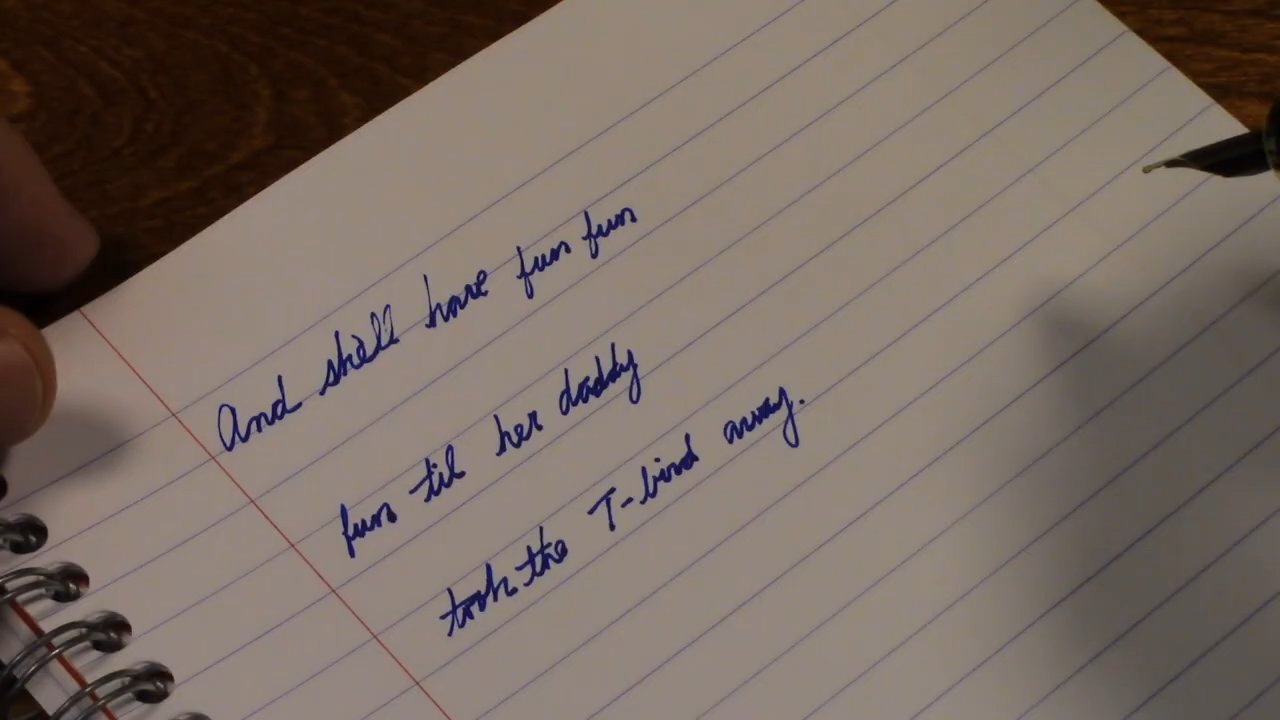 And she'll have fun fun
fun til her daddy
took the T-bird away.